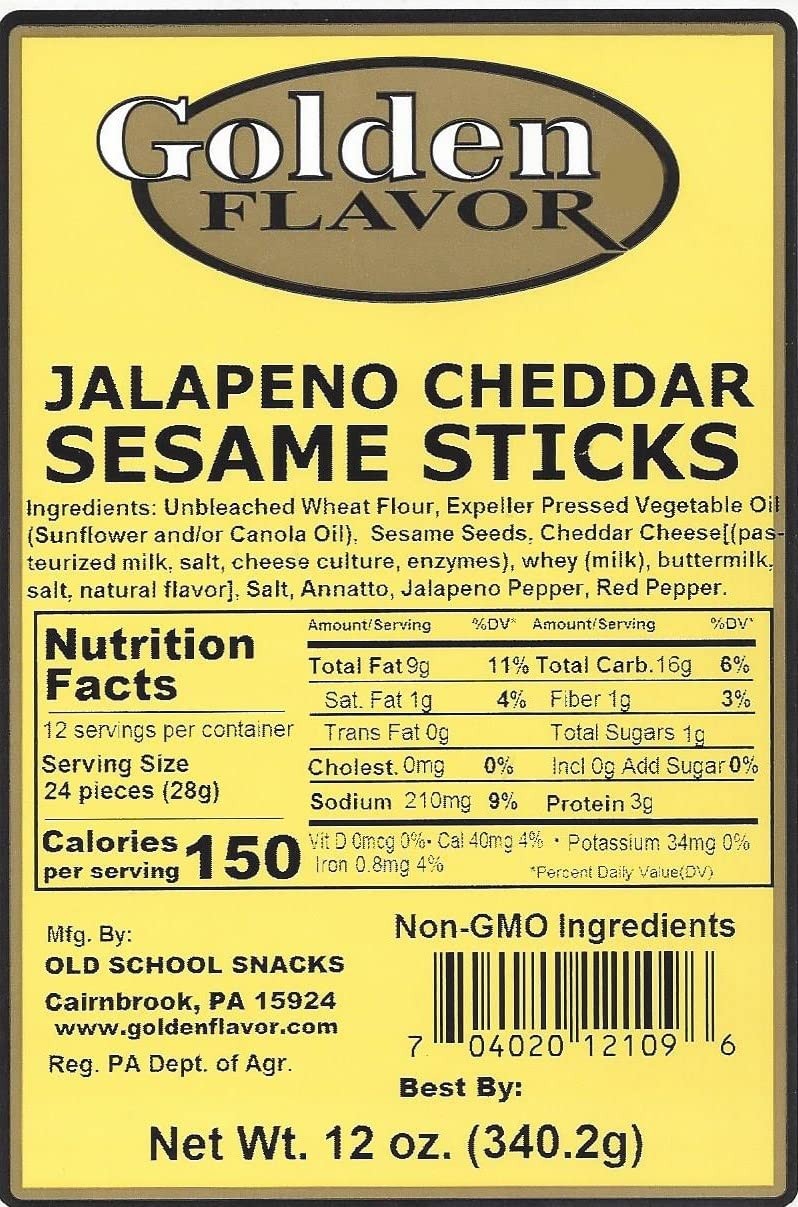 Golden
FLAVOR
JALAPENO CHEDDAR
SESAME STICKS
Ingredients: Unbleached Wheat Flour, Expeller Pressed Vegetable Oil
(Sunflower and/or Canola Oil), Sesame Seeds, Cheddar Cheese[(pas-
teurized milk, salt, cheese culture, enzymes), whey (milk), buttermilk,
salt, natural flavor], Salt, Annatto, Jalapeno Pepper, Red Pepper.
Nutrition
Facts
12 servings per container
Serving Size
24 pieces (28g)
Calories
per serving 150
Amount/Serving %DV* Amount/Serving %DV*
Total Fat 9g 11% Total Carb. 16g 6%
Sat. Fat 1g 4% Fiber 1g 3%
Trans Fat 0g Total Sugars 1g
Cholest. 0mg 0% Incl 0g Add Sugar 0%
Sodium 210mg 9% Protein 3g
Vit D 0mcg 0% • Cal 40mg 4% • Potassium 34mg 0%
Iron 0.8mg 4% *Percent Daily Value(DV)
Mfg. By:
OLD SCHOOL SNACKS
Cairnbrook, PA 15924
www.goldenflavor.com
Reg. PA Dept. of Agr.
Non-GMO Ingredients
7 04020 12109 6
Best By:
Net Wt. 12 oz. (340.2g)